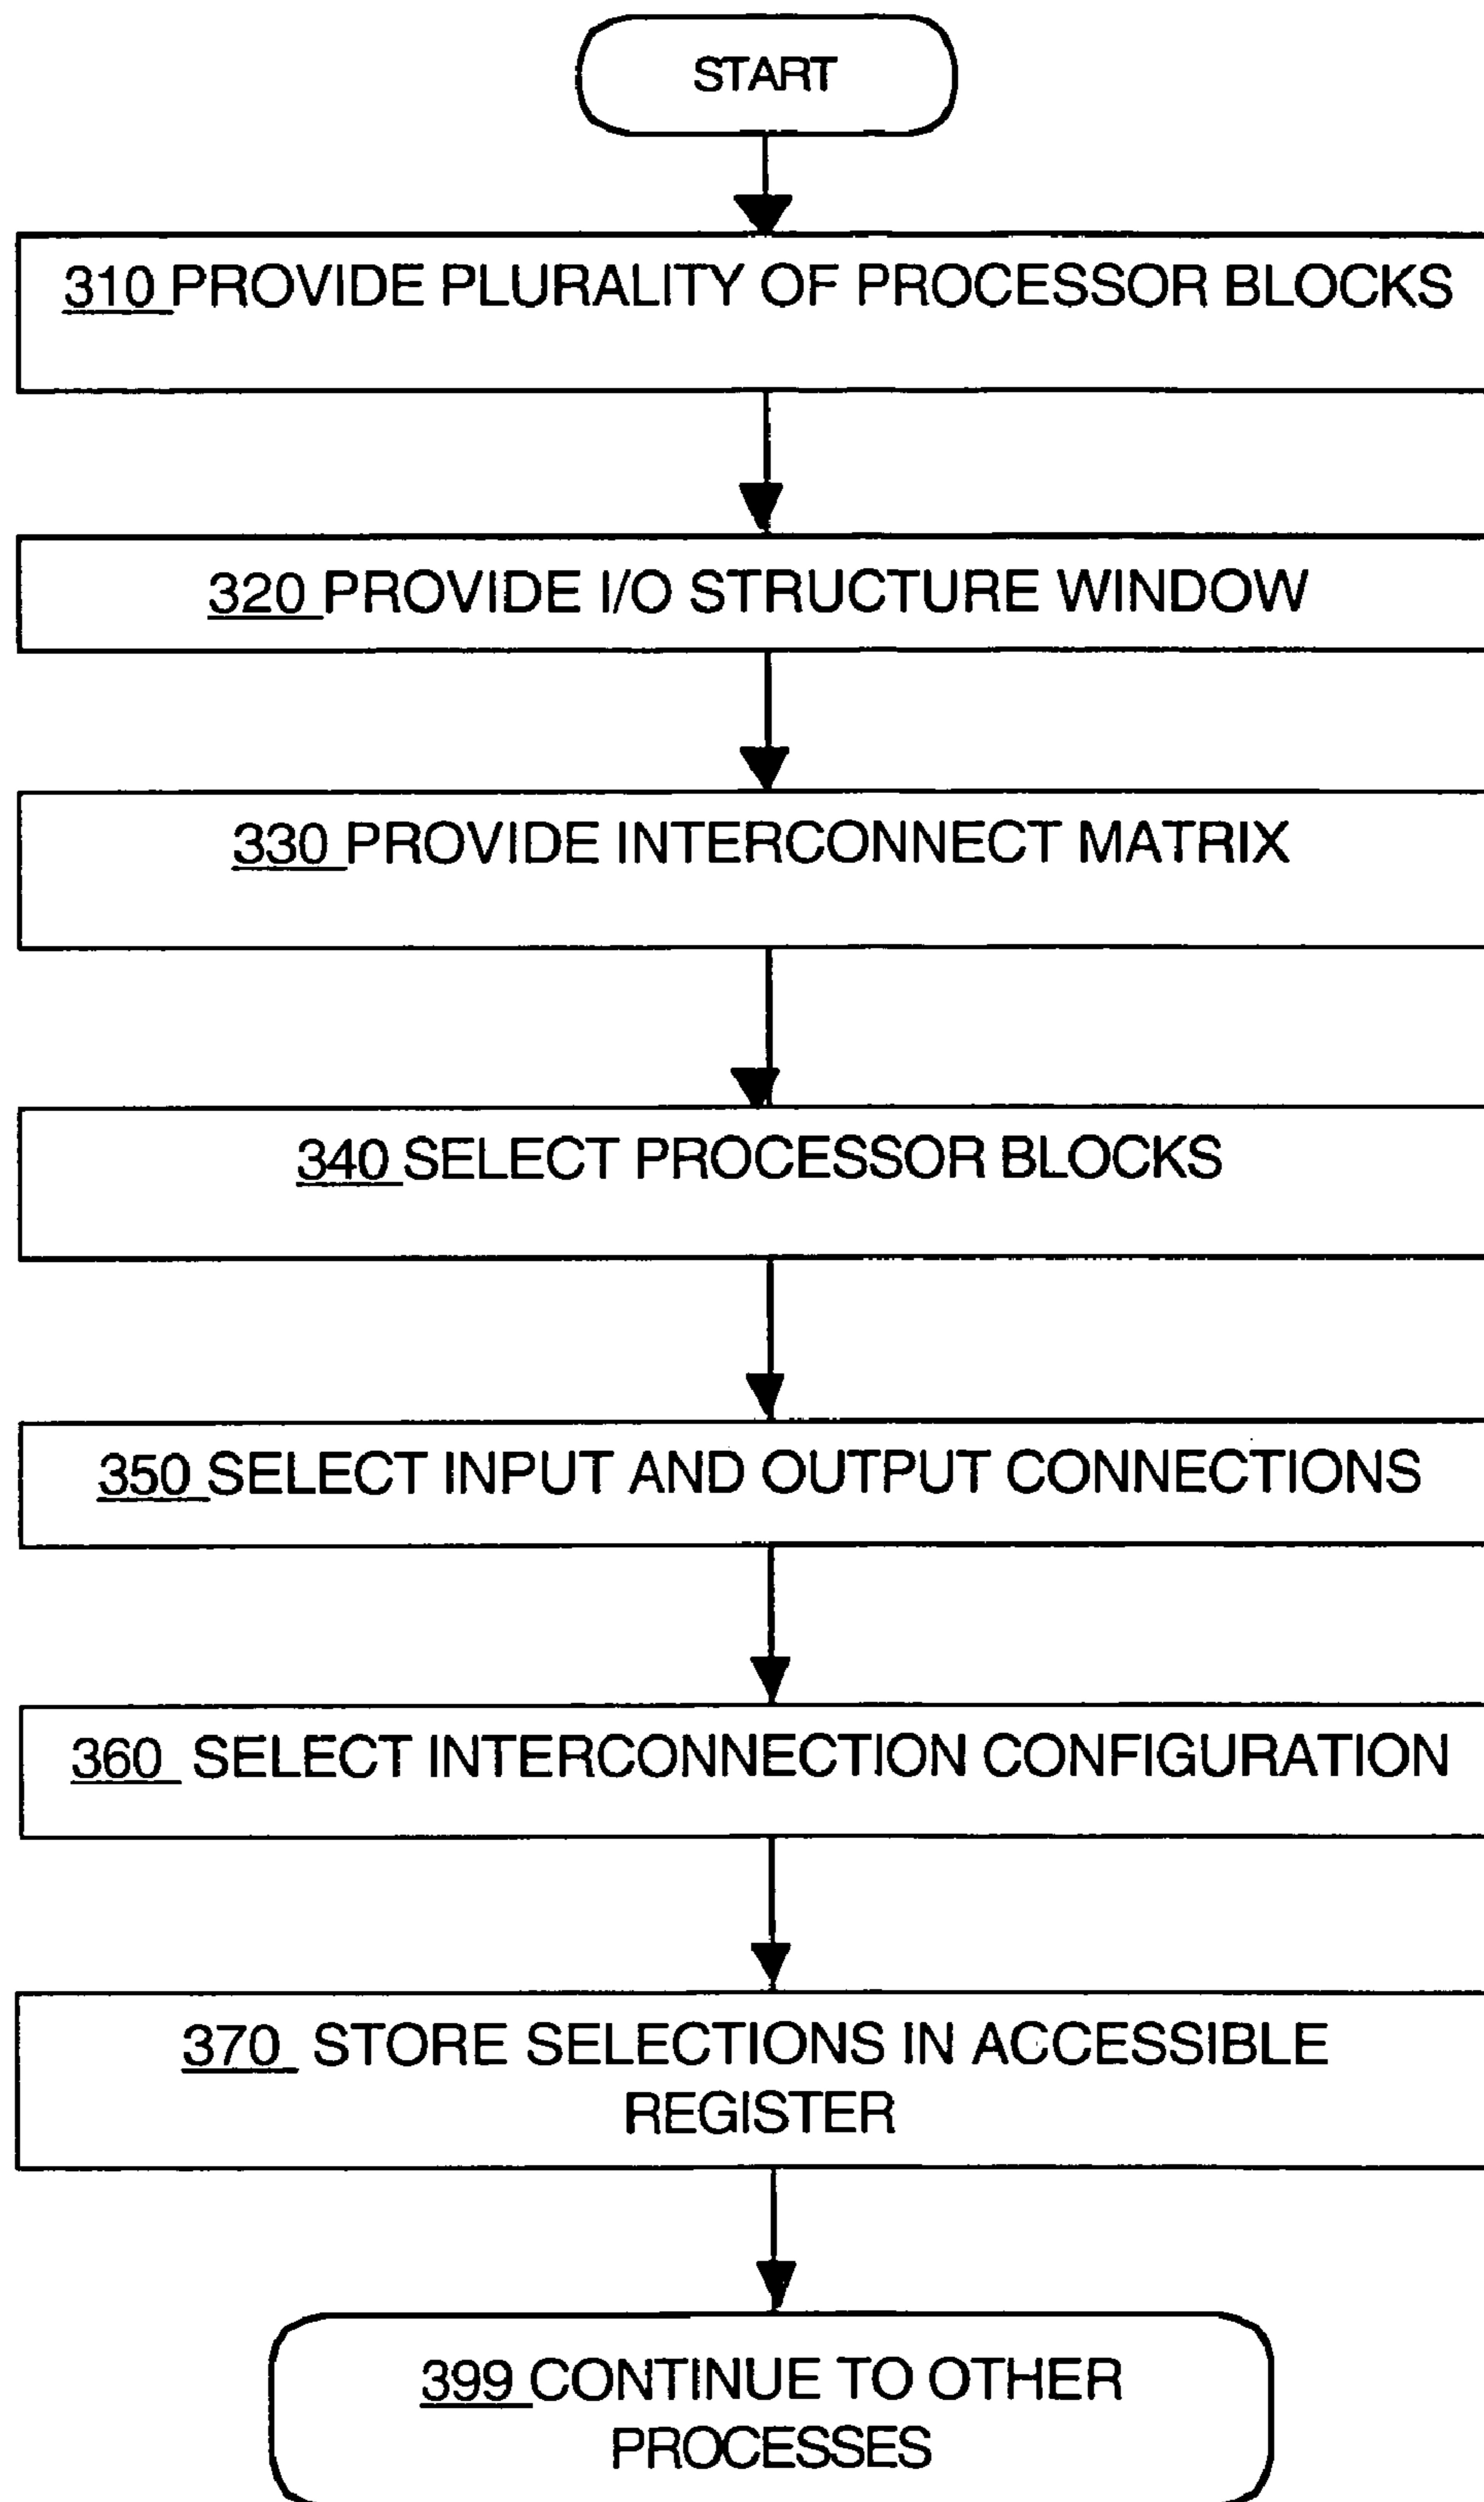 START
310 PROVIDE PLURALITY OF PROCESSOR BLOCKS
320 PROVIDE I/O STRUCTURE WINDOW
330 PROVIDE INTERCONNECT MATRIX
340 SELECT PROCESSOR BLOCKS
350 SELECT INPUT AND OUTPUT CONNECTIONS
360 SELECT INTERCONNECTION CONFIGURATION
370 STORE SELECTIONS IN ACCESSIBLE
REGISTER
399 CONTINUE TO OTHER
PROCESSES